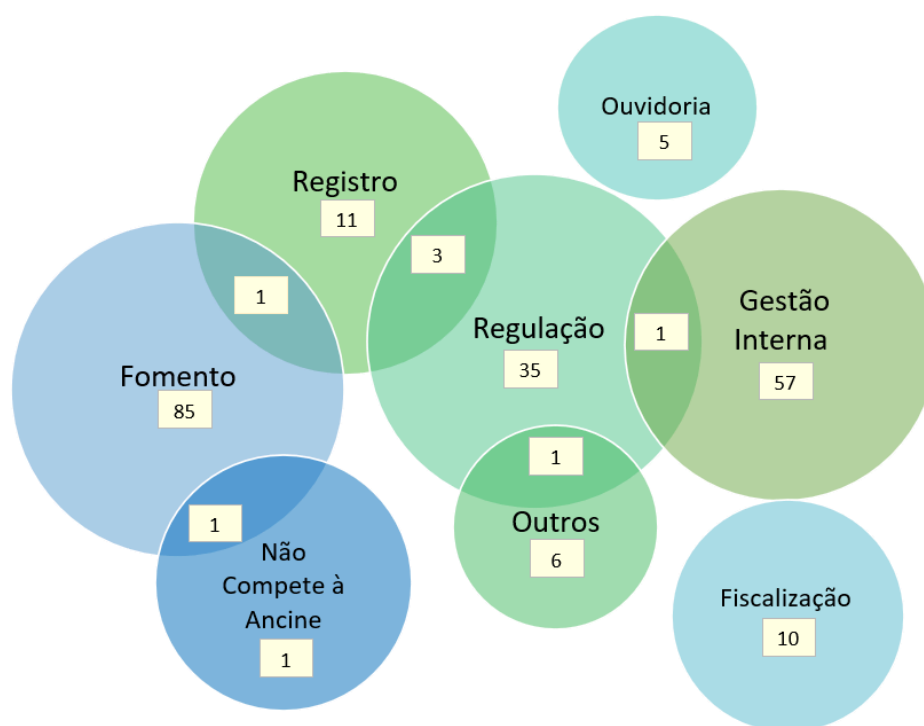 Ouvidoria
5
Registro
11
3
1
Regulação
35
1
Gestão
Interna
57
Fomento
85
1
1
Outros
6
Não
Compete à
Ancine
1
Fiscalização
10